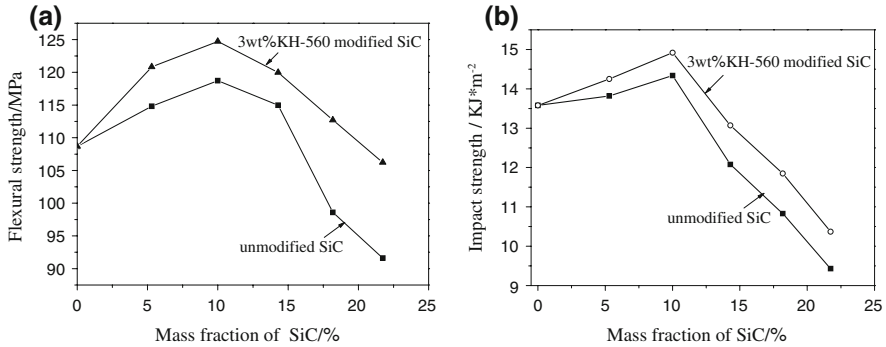 (a)
Flexural strength/MPa
130
125
120
115
110
105
100
95
90
3wt%KH-560 modified SiC
unmodified SiC
0
5
10
15
20
25
Mass fraction of SiC/%
(b)
Impact strength / KJ*m-2
16
15
14
13
12
11
10
9
3wt%KH-560 modified SiC
unmodified SiC
0
5
10
15
20
25
Mass fraction of SiC/%